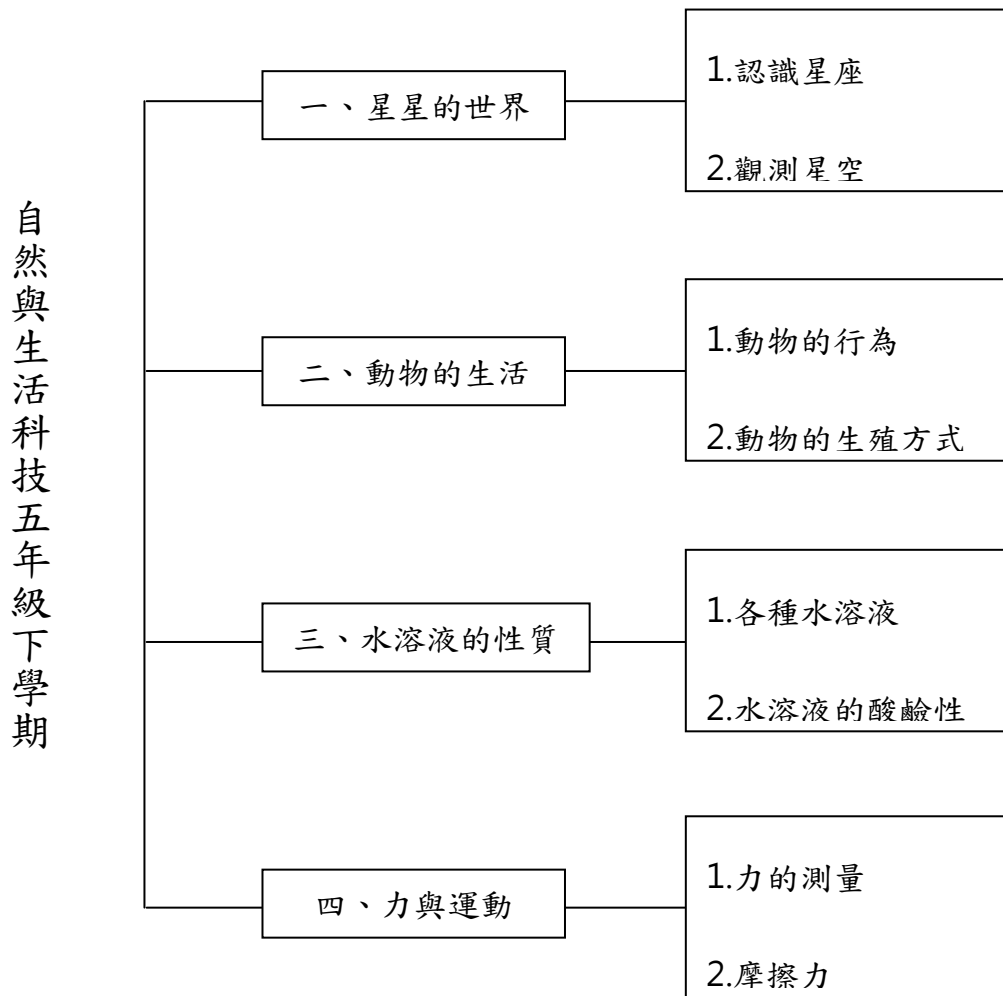 自然與生活科技五年級下學期
一、星星的世界
1.認識星座
2.觀測星空
二、動物的生活
1.動物的行為
2.動物的生殖方式
三、水溶液的性質
1.各種水溶液
2.水溶液的酸鹼性
四、力與運動
1.力的測量
2.摩擦力